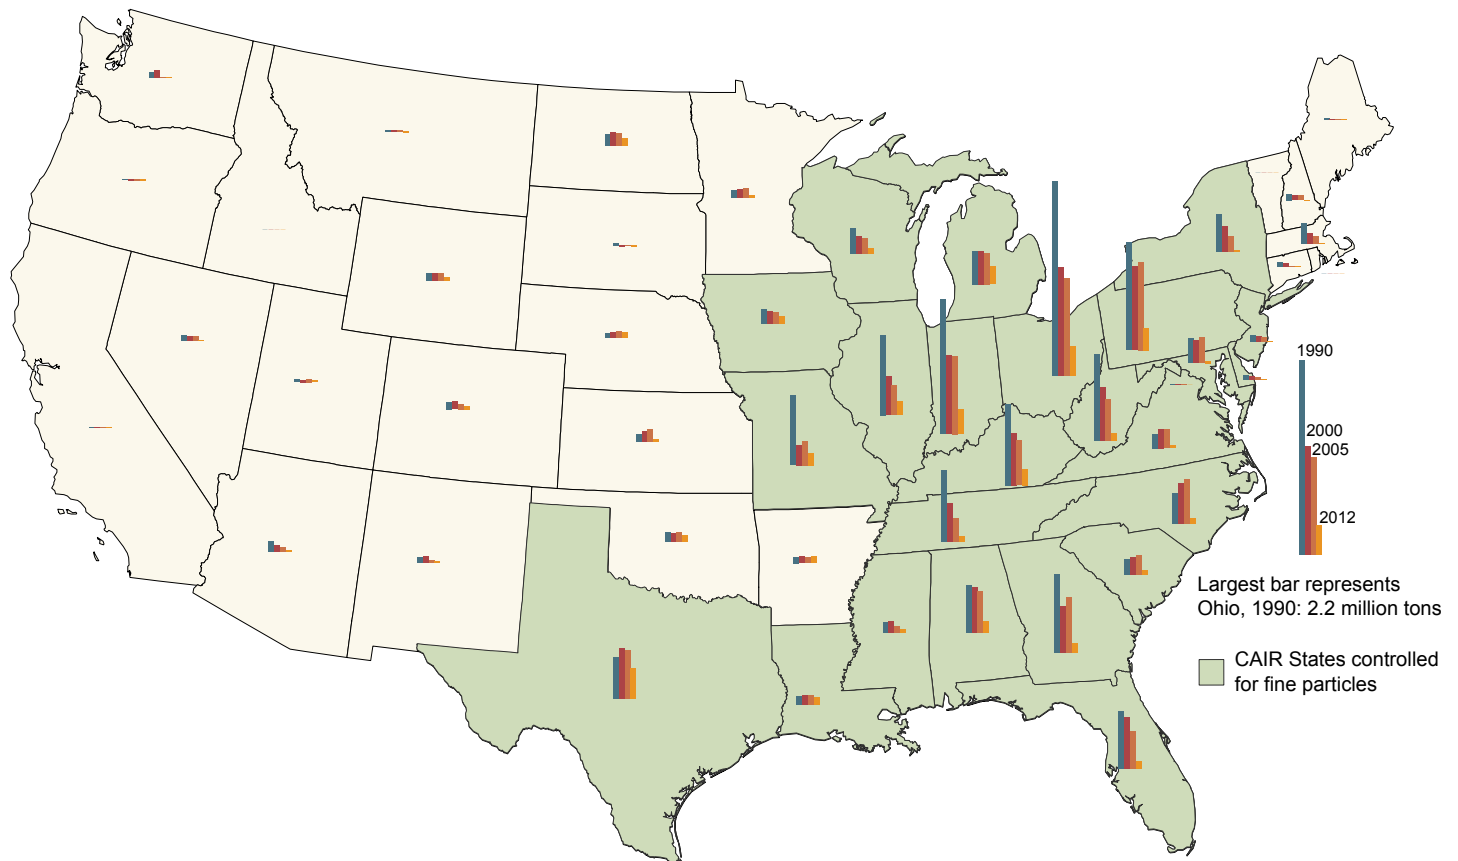 1990
2000
2005
2012
Largest bar represents
Ohio, 1990: 2.2 million tons
CAIR States controlled
for fine particles